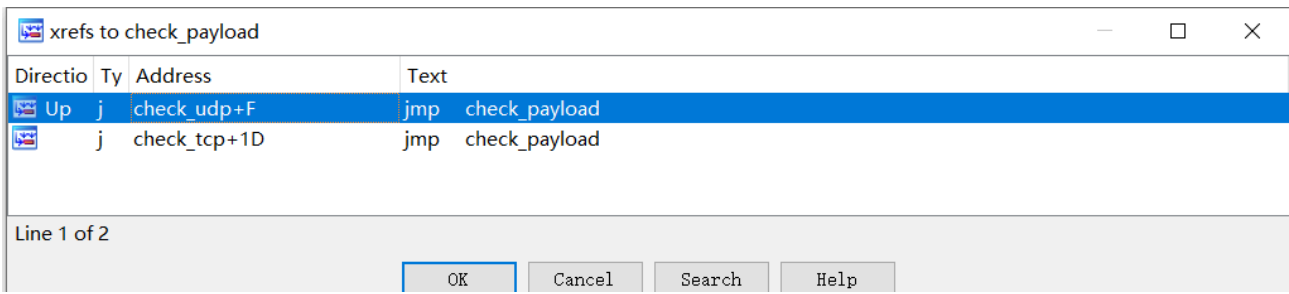 xrefs to check_payload
Directio Ty Address Text
Up j check_udp+F jmp check_payload
j check_tcp+1D jmp check_payload
Line 1 of 2
OK Cancel Search Help